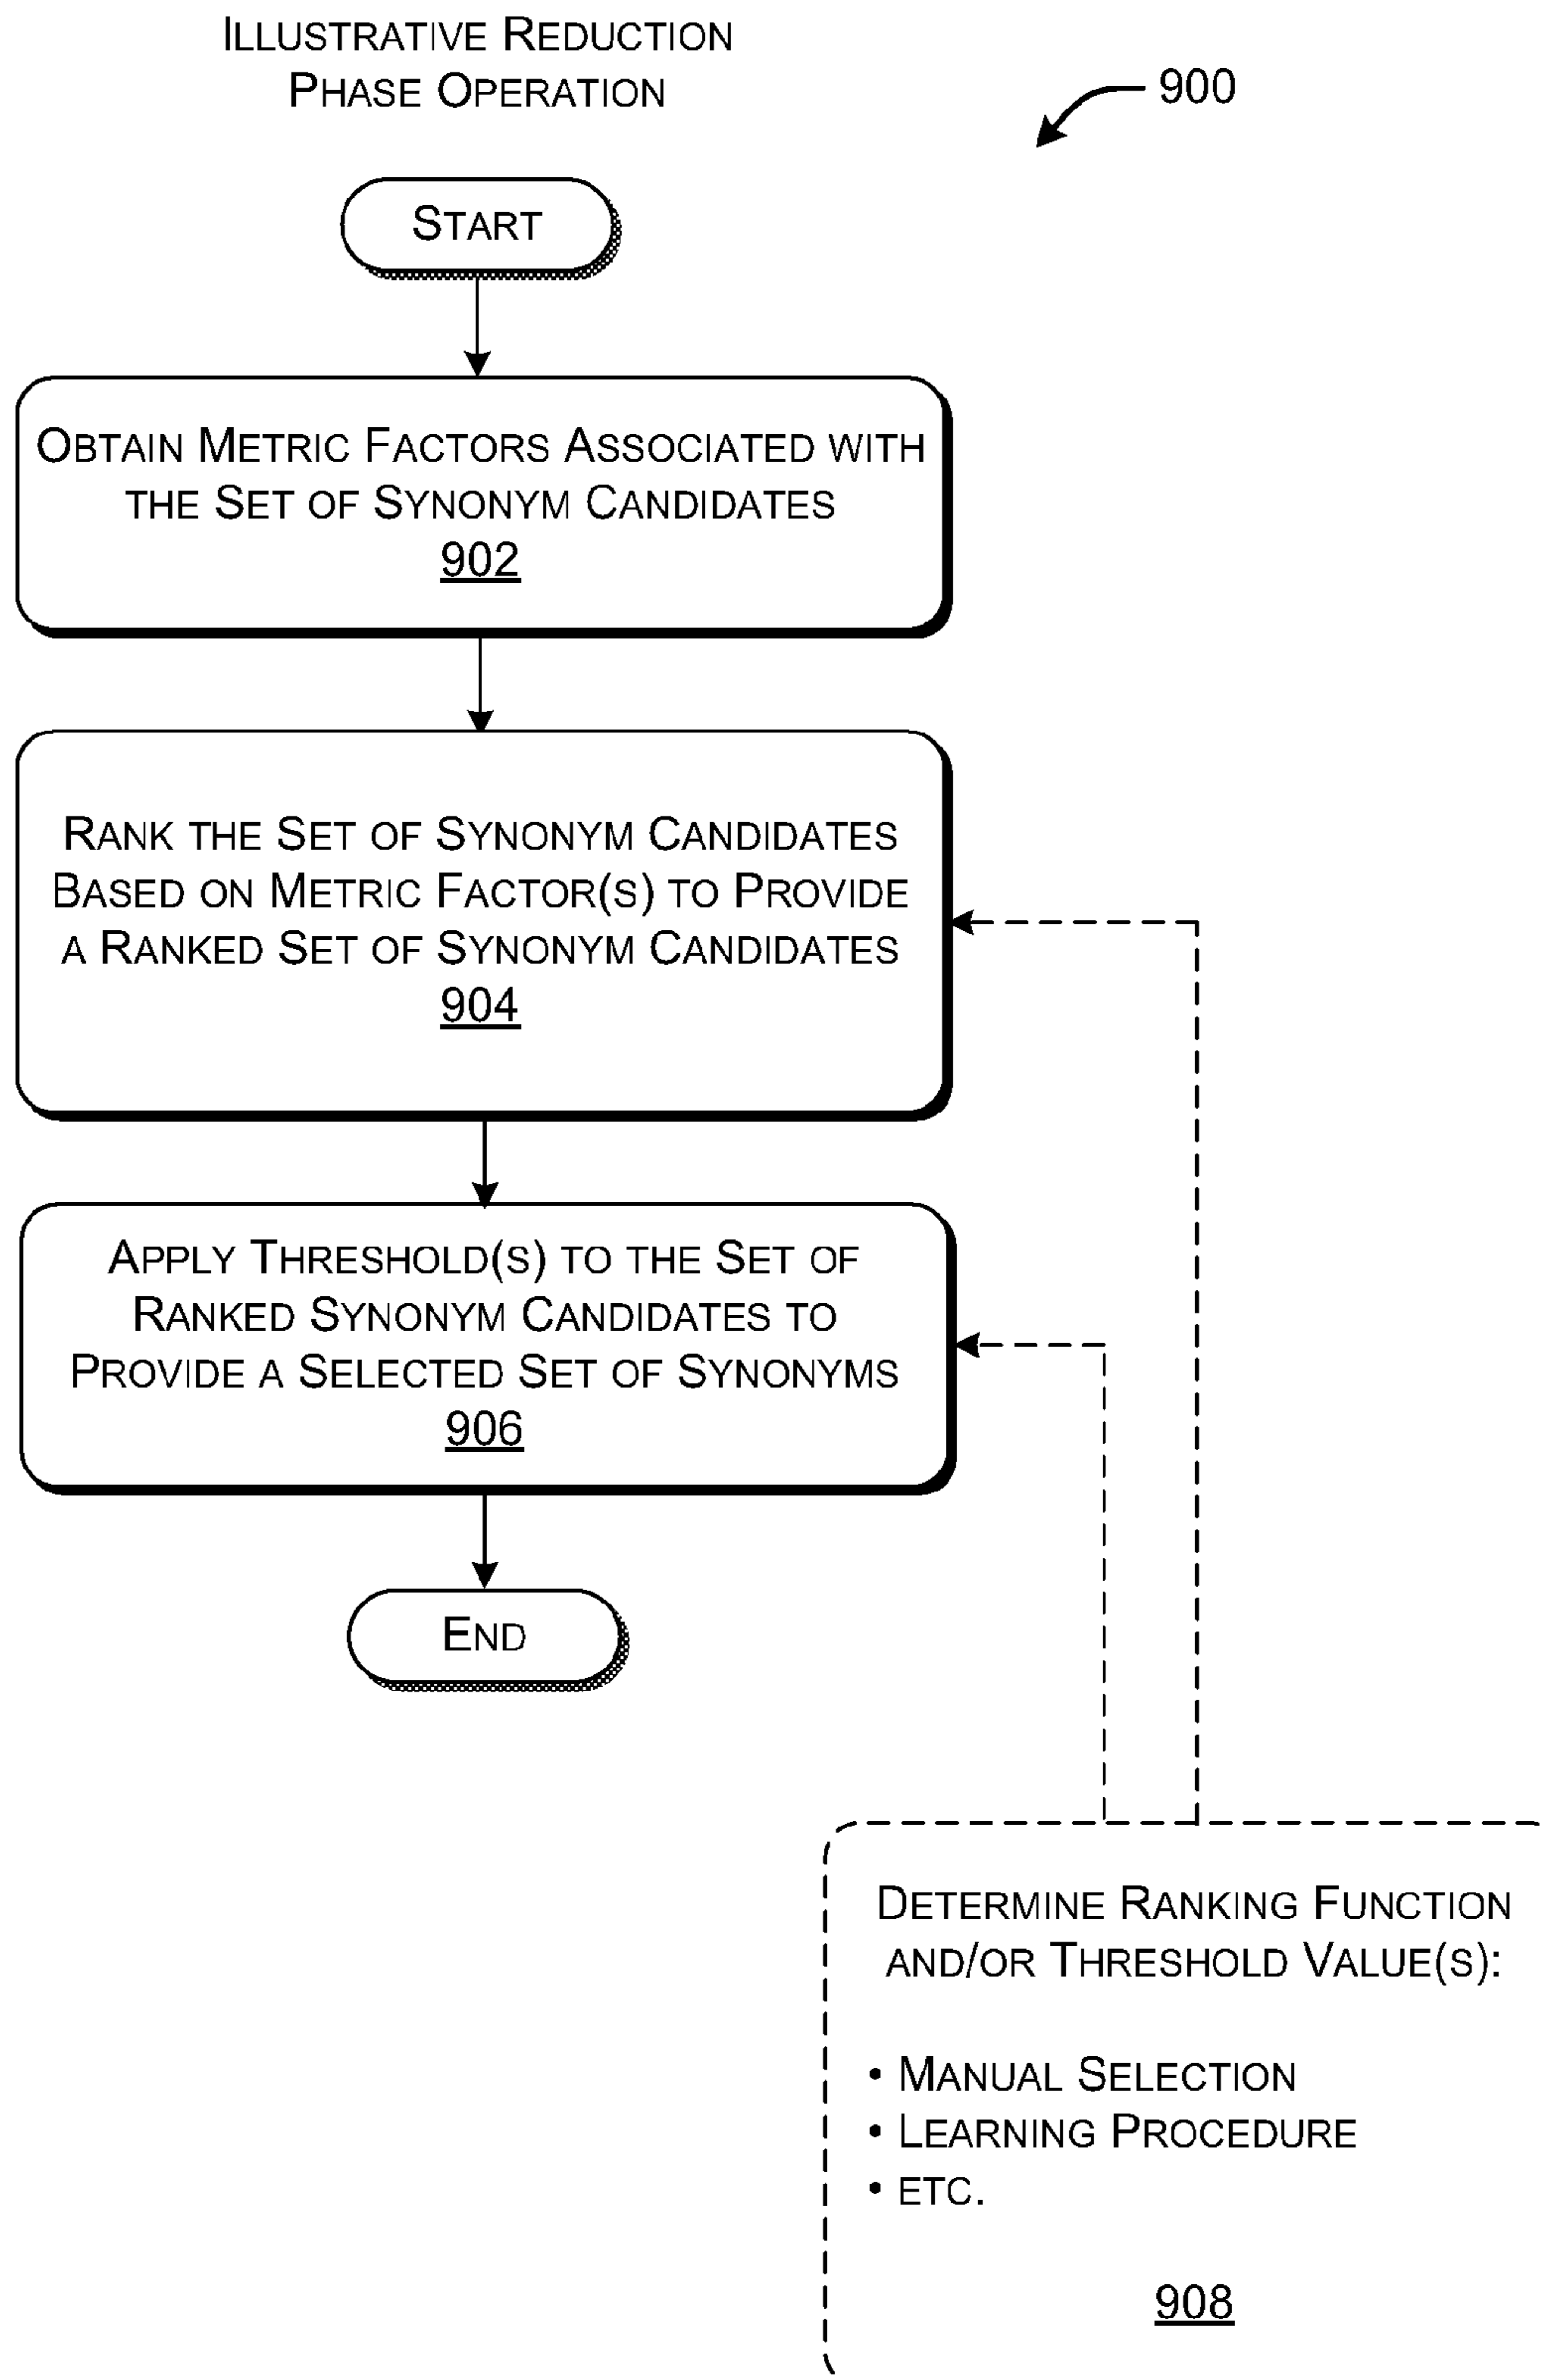 ILLUSTRATIVE REDUCTION
PHASE OPERATION
900
START
OBTAIN METRIC FACTORS ASSOCIATED WITH
THE SET OF SYNONYM CANDIDATES
902
RANK THE SET OF SYNONYM CANDIDATES
BASED ON METRIC FACTOR(S) TO PROVIDE
A RANKED SET OF SYNONYM CANDIDATES
904
APPLY THRESHOLD(S) TO THE SET OF
RANKED SYNONYM CANDIDATES TO
PROVIDE A SELECTED SET OF SYNONYMS
906
END
DETERMINE RANKING FUNCTION
AND/OR THRESHOLD VALUE(S):
• MANUAL SELECTION
• LEARNING PROCEDURE
• ETC.
908